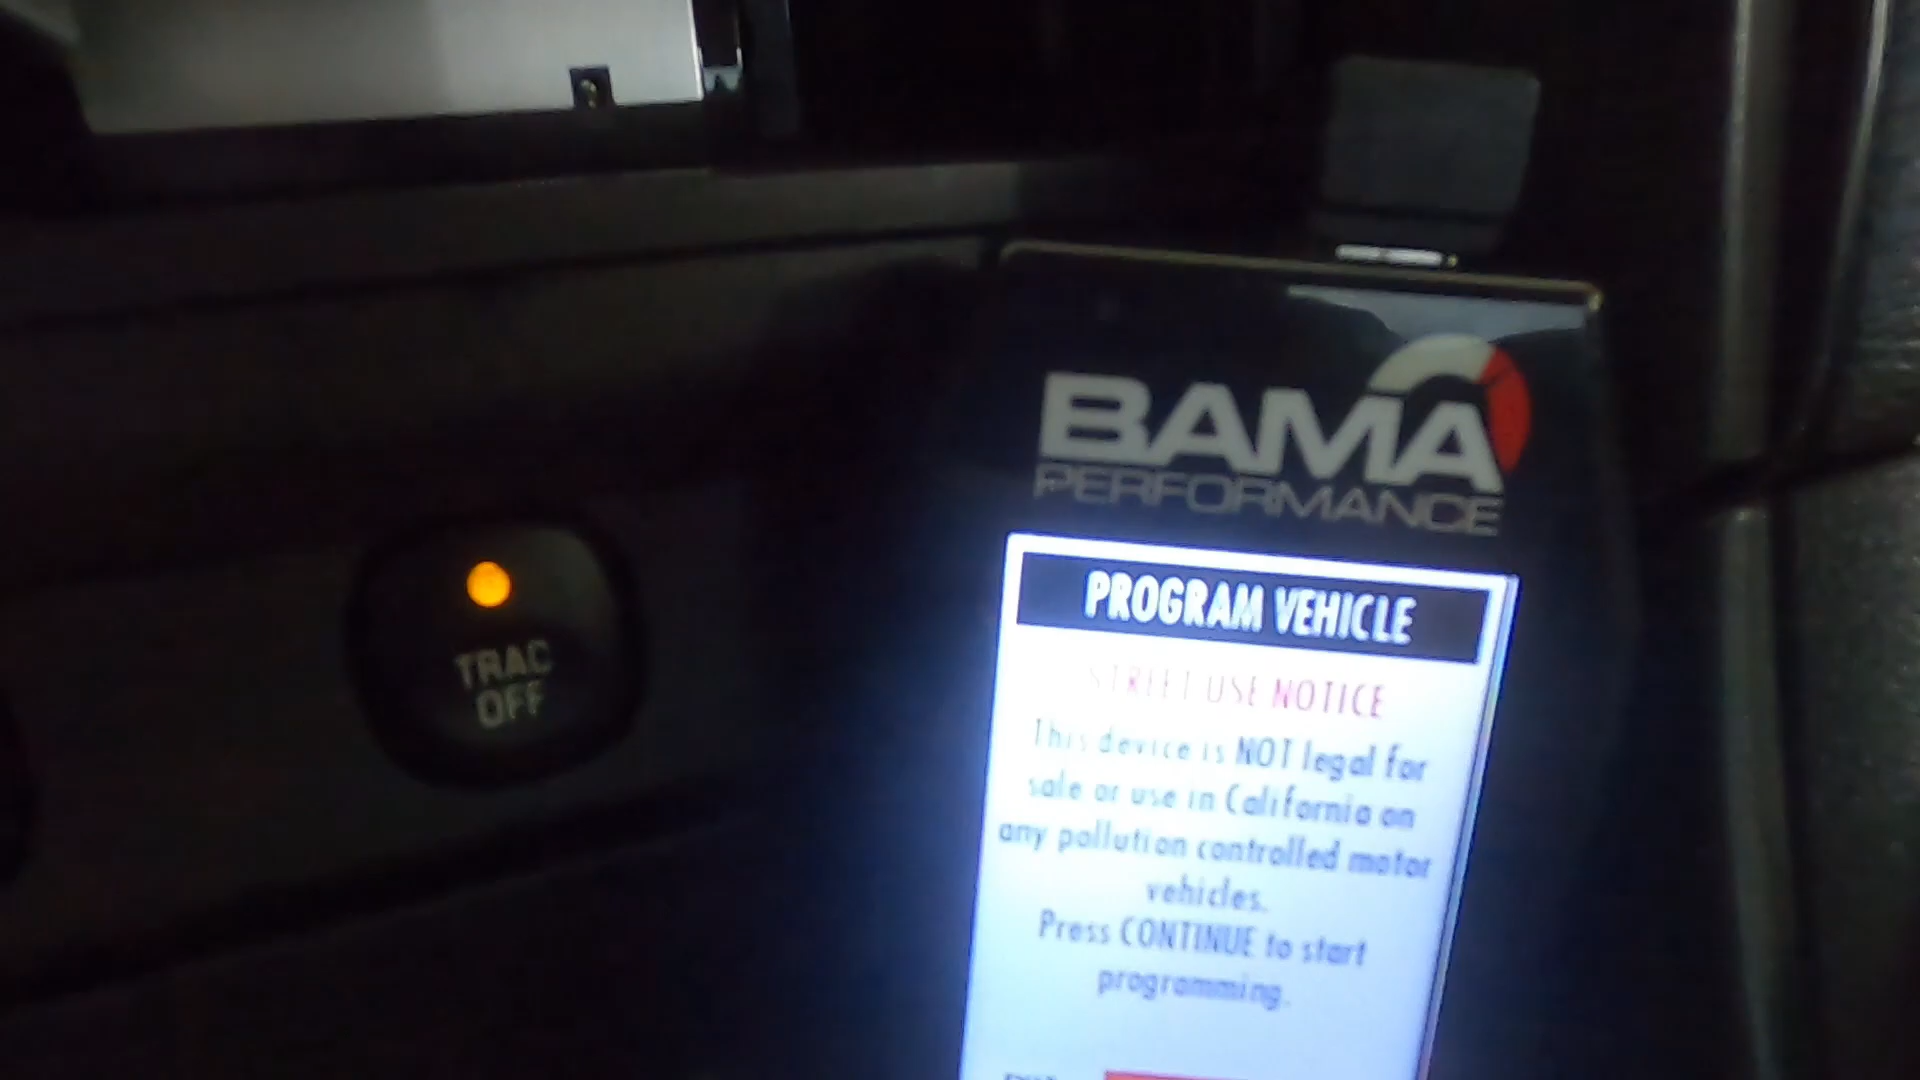 BAMA
PERFORMANCE
PROGRAM VEHICLE
STREET USE NOTICE
This device is NOT legal for
sale or use in California on
any pollution controlled motor
vehicles.
Press CONTINUE to start
programming.
TRAC
OFF